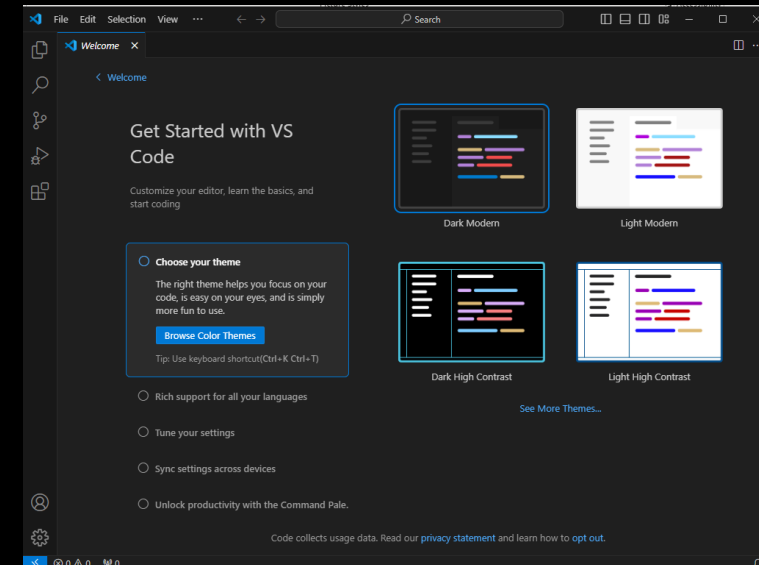 File Edit Selection View ··· Search
Welcome
Welcome
Get Started with VS
Code
Customize your editor, learn the basics, and
start coding
Dark Modern
Light Modern
Choose your theme
The right theme helps you focus on your
code, is easy on your eyes, and is simply
more fun to use.
Browse Color Themes
Tip: Use keyboard shortcut(Ctrl+K Ctrl+T)
Dark High Contrast
Light High Contrast
See More Themes...
Rich support for all your languages
Tune your settings
Sync settings across devices
Unlock productivity with the Command Pale.
Code collects usage data. Read our privacy statement and learn how to opt out.
0 0 0